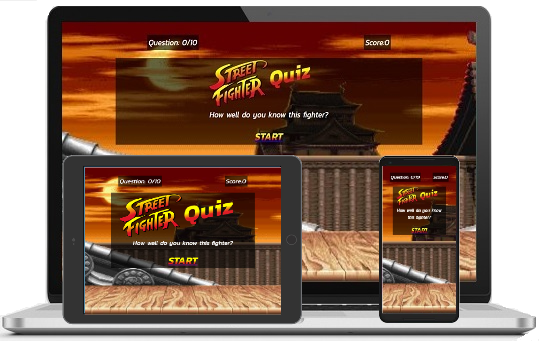 Question: 0/10 Score:0
STREET
FIGHTER Quiz
How well do you know this fighter?
START
Question: 0/10 Score:0
STREET
FIGHTER Quiz
How well do you know this fighter?
START
Question: 0/10 Score:0
STREET
FIGHTER Quiz
How well do you know
this fighter?
START